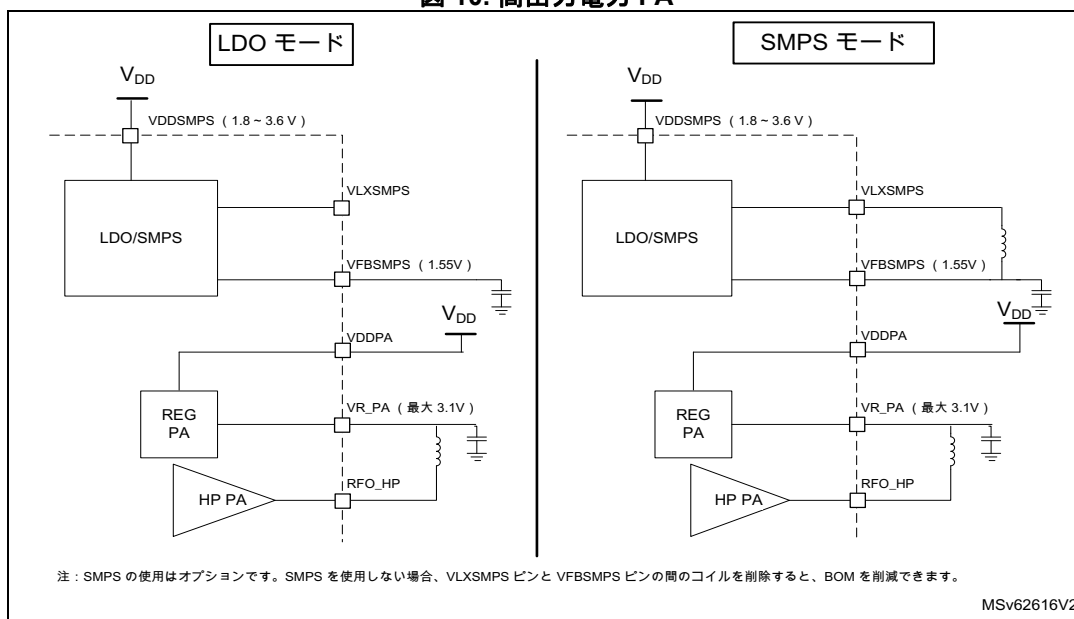 LDO モード
VDD
VDDSMPS （ 1.8 ~ 3.6 V ）
LDO/SMPS
VLXSMPS
VFBSMPS （ 1.55V ）
VDD
VDDPA
REG
PA
VR_PA （ 最大 3.1V ）
HP PA
RFO_HP
SMPS モード
VDD
VDDSMPS （ 1.8 ~ 3.6 V ）
LDO/SMPS
VLXSMPS
VFBSMPS （ 1.55V ）
VDD
VDDPA
REG
PA
VR_PA （ 最大 3.1V ）
HP PA
RFO_HP
注：SMPS の使用はオプションです。SMPS を使用しない場合、VLXSMPS ピンと VFBSMPS ピンの間のコイルを削除すると、BOM を削減できます。
MSv62616V2